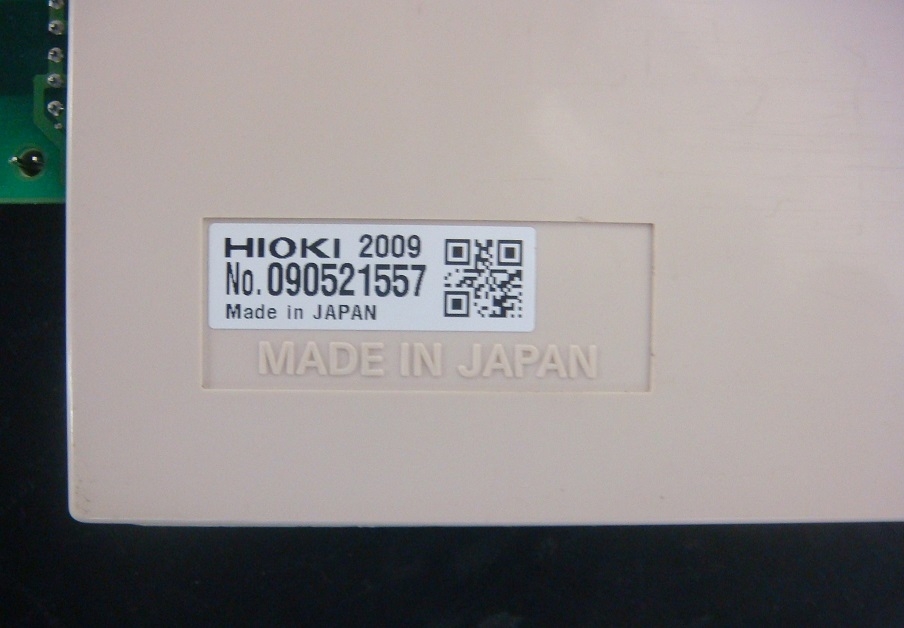 HIOKI 2009
No. 090521557
Made in JAPAN
MADE IN JAPAN